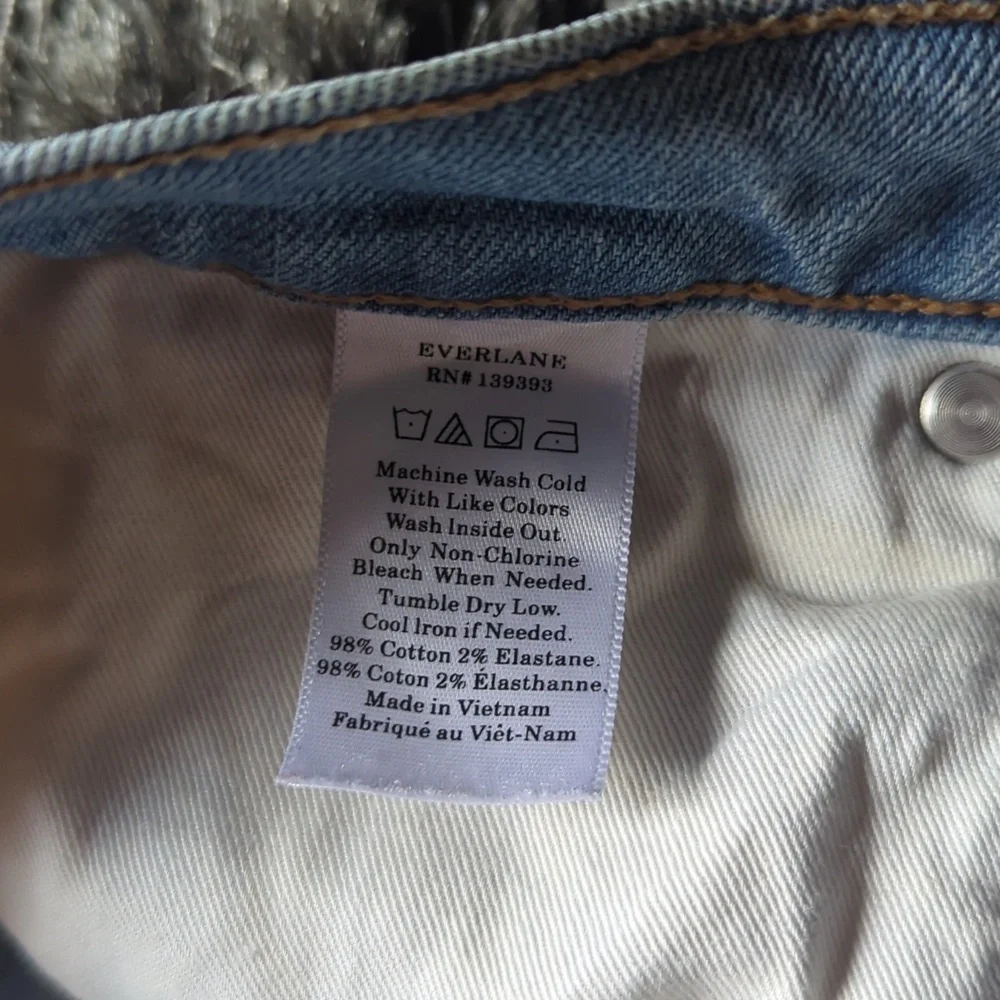 EVERLANE
RN# 139393
Machine Wash Cold
With Like Colors
Wash Inside Out.
Only Non-Chlorine
Bleach When Needed.
Tumble Dry Low.
Cool Iron if Needed.
98% Cotton 2% Elastane.
98% Coton 2% Élasthanne.
Made in Vietnam
Fabriqué au Viêt-Nam